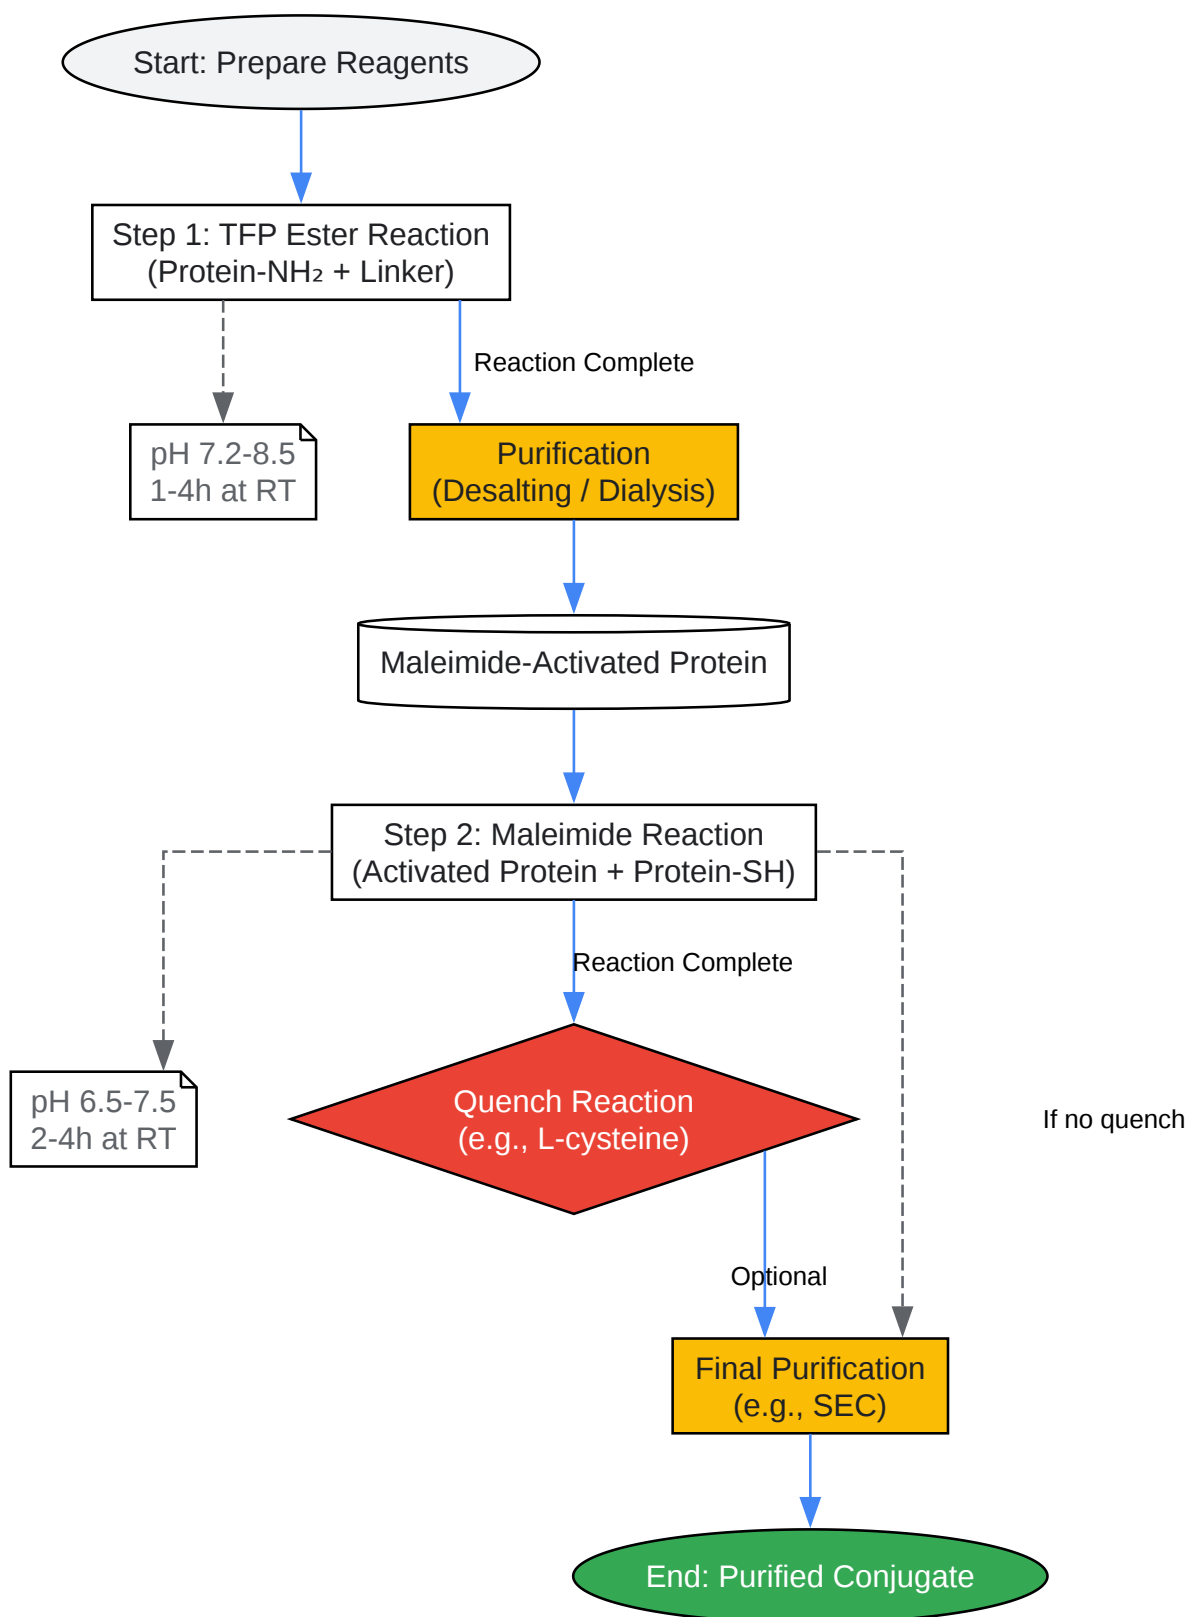 Start: Prepare Reagents
Step 1: TFP Ester Reaction
(Protein-NH₂ + Linker)
Reaction Complete
pH 7.2-8.5
1-4h at RT
Purification
(Desalting / Dialysis)
Maleimide-Activated Protein
Step 2: Maleimide Reaction
(Activated Protein + Protein-SH)
Reaction Complete
pH 6.5-7.5
2-4h at RT
Quench Reaction
(e.g., L-cysteine)
If no quench
Optional
Final Purification
(e.g., SEC)
End: Purified Conjugate